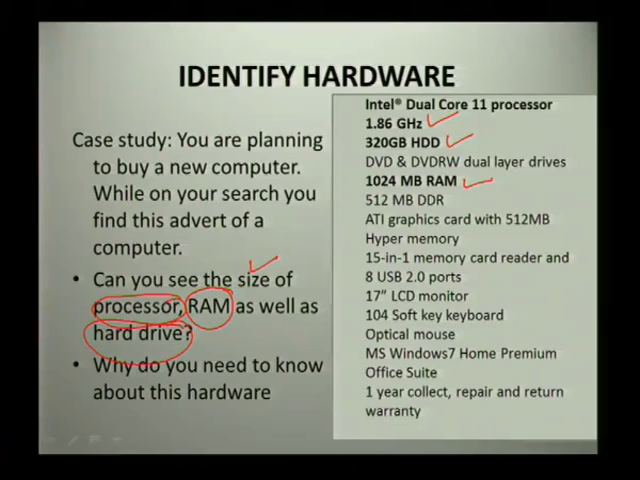 IDENTIFY HARDWARE
Case study: You are planning
to buy a new computer.
While on your search you
find this advert of a
computer.
• Can you see the size of
processor, RAM as well as
hard drive?
• Why do you need to know
about this hardware
Intel® Dual Core 11 processor
1.86 GHz
320GB HDD
DVD & DVDRW dual layer drives
1024 MB RAM
512 MB DDR
ATI graphics card with 512MB
Hyper memory
15-in-1 memory card reader and
8 USB 2.0 ports
17” LCD monitor
104 Soft key keyboard
Optical mouse
MS Windows7 Home Premium
Office Suite
1 year collect, repair and return
warranty